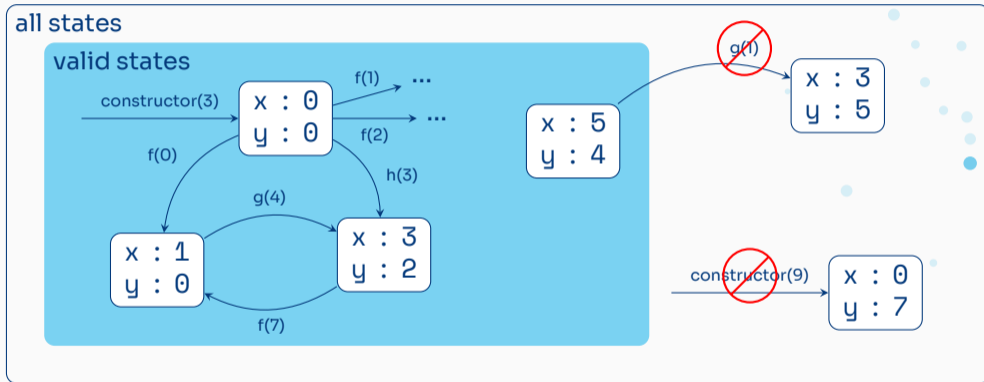 all states
valid states
constructor(3)
x : 0
y : 0
f(1)
...
f(2)
...
f(0)
h(3)
g(4)
x : 1
y : 0
x : 3
y : 2
f(7)
x : 5
y : 4
g(1)
x : 3
y : 5
constructor(9)
x : 0
y : 7